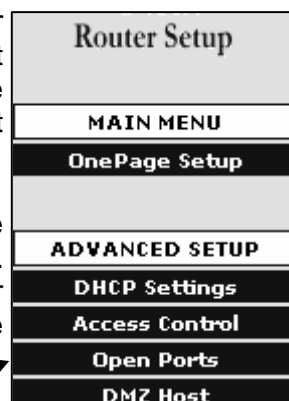 Router Setup
MAIN MENU
OnePage Setup
ADVANCED SETUP
DHCP Settings
Access Control
Open Ports
DMZ Host